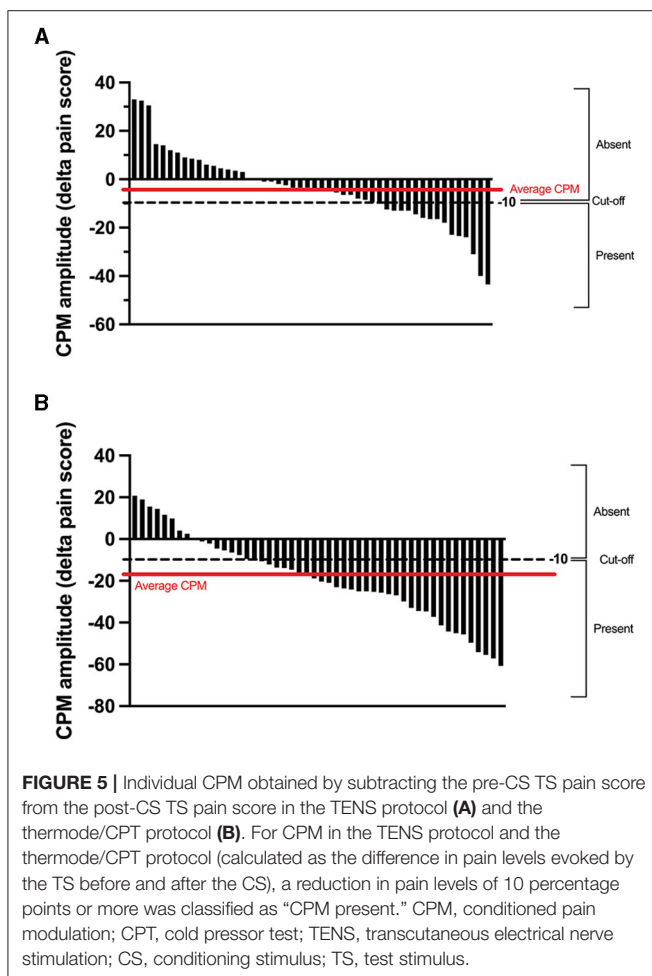 A
CPM amplitude (delta pain score)
40
20
0
-20
-40
-60
Average CPM
-10
Absent
Cut-off
Present
B
CPM amplitude (delta pain score)
40
20
0
-20
-40
-60
-80
Average CPM
-10
Absent
Cut-off
Present
FIGURE 5 | Individual CPM obtained by subtracting the pre-CS TS pain score
from the post-CS TS pain score in the TENS protocol (A) and the
thermode/CPT protocol (B). For CPM in the TENS protocol and the
thermode/CPT protocol (calculated as the difference in pain levels evoked by
the TS before and after the CS), a reduction in pain levels of 10 percentage
points or more was classified as “CPM present.” CPM, conditioned pain
modulation; CPT, cold pressor test; TENS, transcutaneous electrical nerve
stimulation; CS, conditioning stimulus; TS, test stimulus.